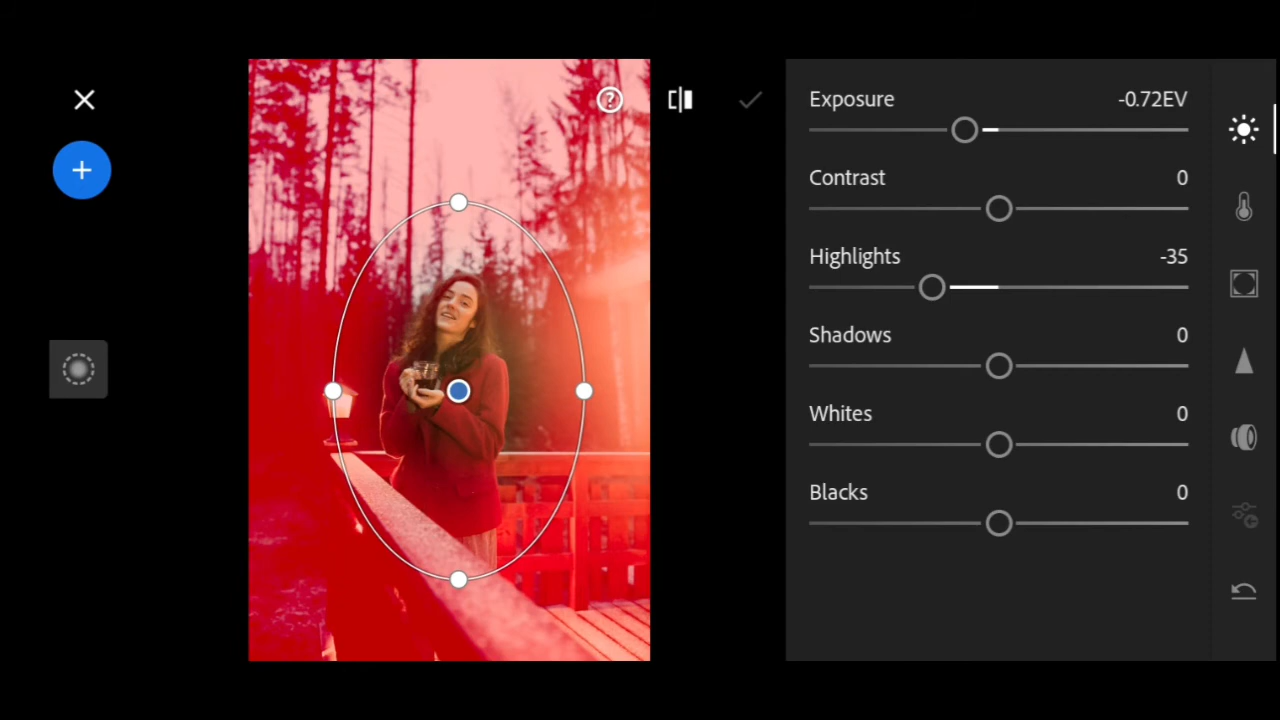 Exposure -0.72EV
Contrast 0
Highlights -35
Shadows 0
Whites 0
Blacks 0